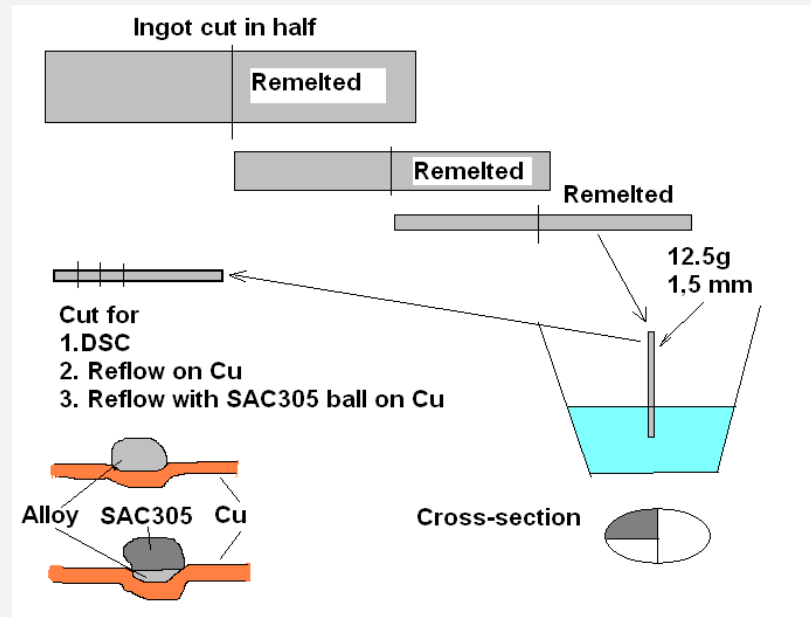 Ingot cut in half
Remelted
Remelted
Remelted
12.5g
1,5 mm
Cut for
1.DSC
2. Reflow on Cu
3. Reflow with SAC305 ball on Cu
Alloy SAC305 Cu
Cross-section